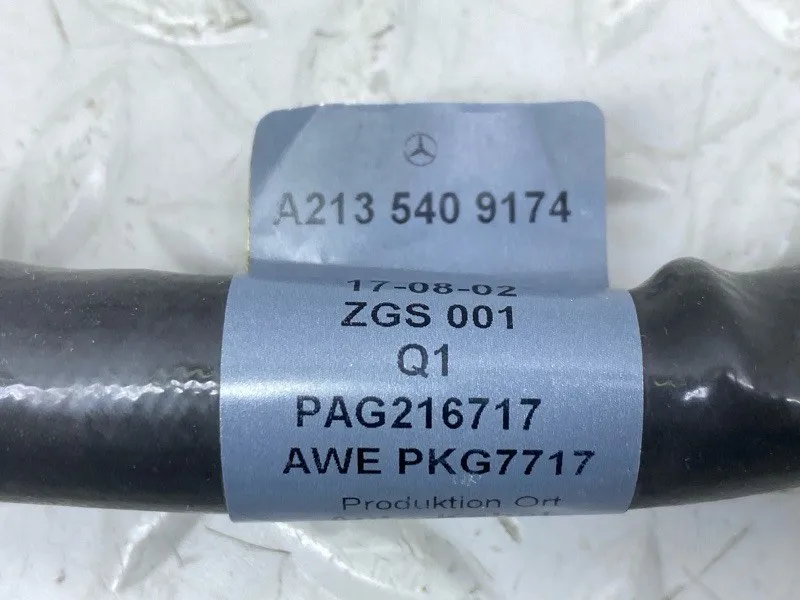 A213 540 9174
17-08-02
ZGS 001
Q1
PAG216717
AWE PKG7717
Produktion Ort